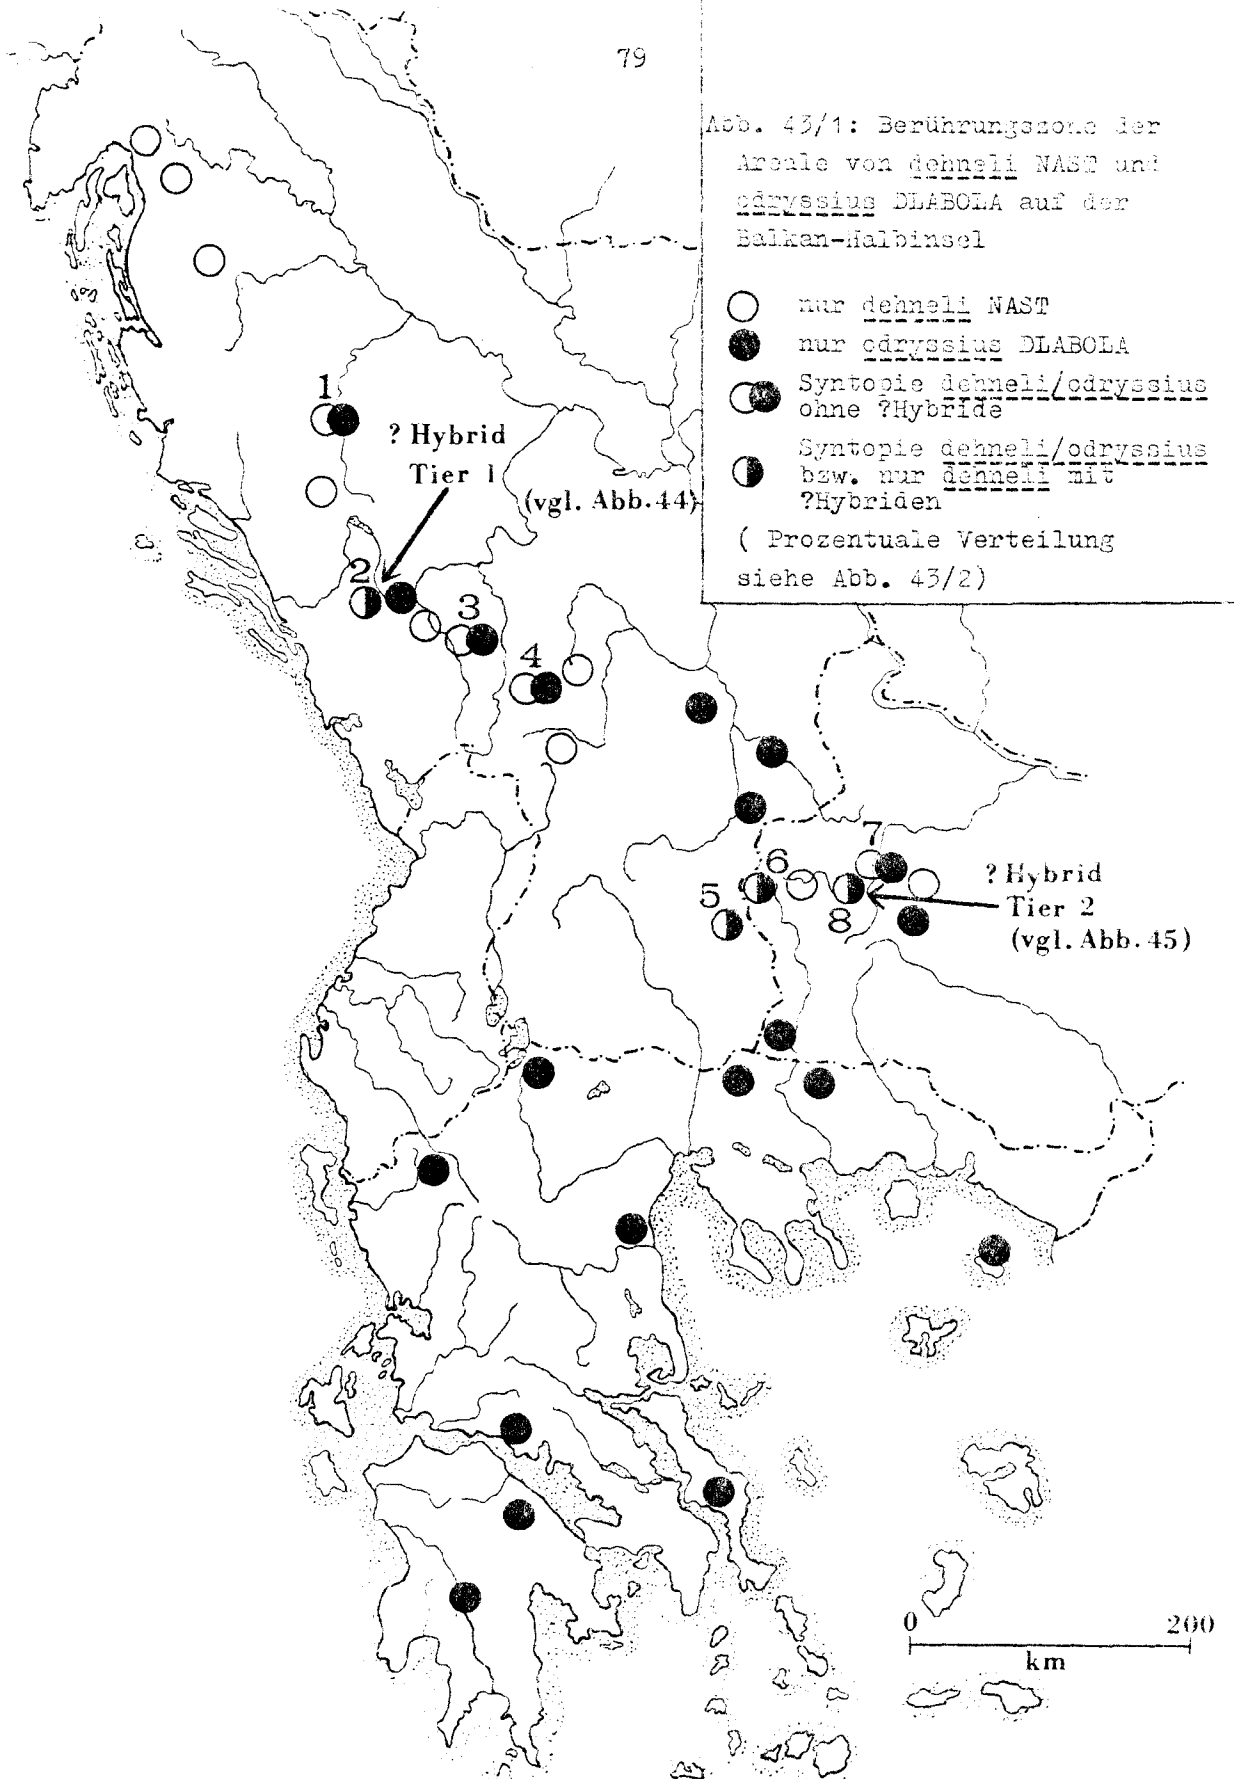 79
Abb. 43/1: Berührungszone der
Areale von dehneli NAST und
odryssius DLABOLA auf der
Balkan-Halbinsel
nur dehneli NAST
nur odryssius DLABOLA
Syntopie dehneli/odryssius
ohne ?Hybride
Syntopie dehneli/odryssius
bzw. nur dehneli mit
?Hybriden
( Prozentuale Verteilung
siehe Abb. 43/2)
1
? Hybrid
Tier 1
(vgl. Abb.44)
2
3
4
5
6
7
8
? Hybrid
Tier 2
(vgl. Abb. 45)
0 200
km